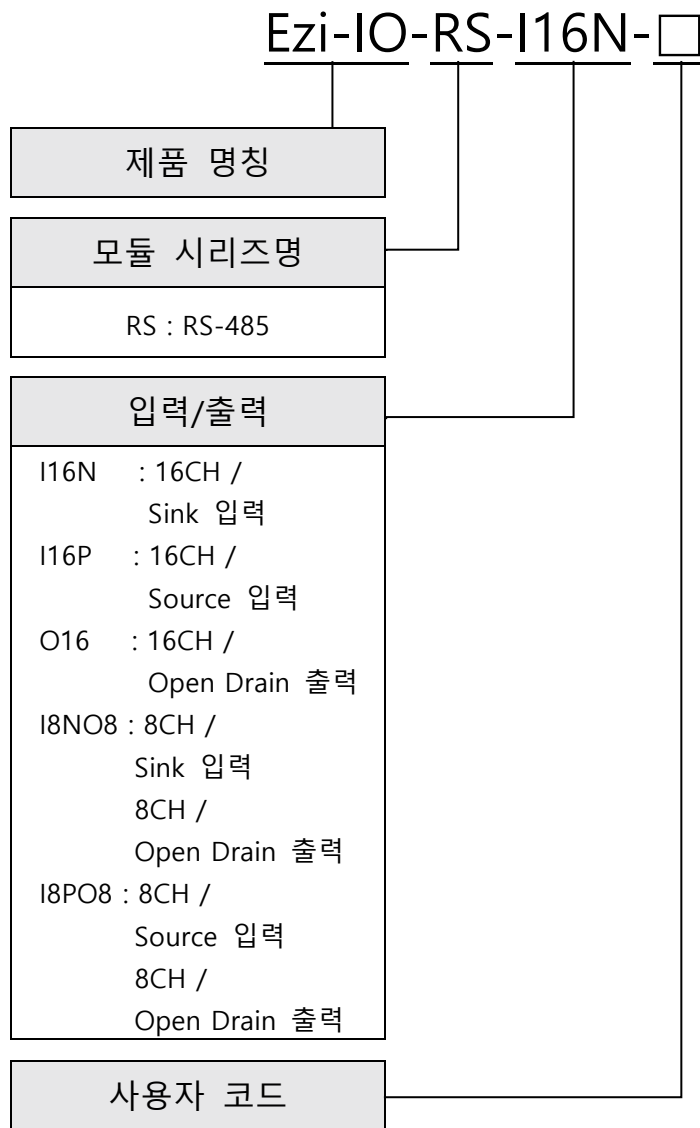 Ezi-IO-RS-I16N-□
제품 명칭
모듈 시리즈명
RS : RS-485
입력/출력
I16N : 16CH /
Sink 입력
I16P : 16CH /
Source 입력
O16 : 16CH /
Open Drain 출력
I8NO8 : 8CH /
Sink 입력
8CH /
Open Drain 출력
I8PO8 : 8CH /
Source 입력
8CH /
Open Drain 출력
사용자 코드